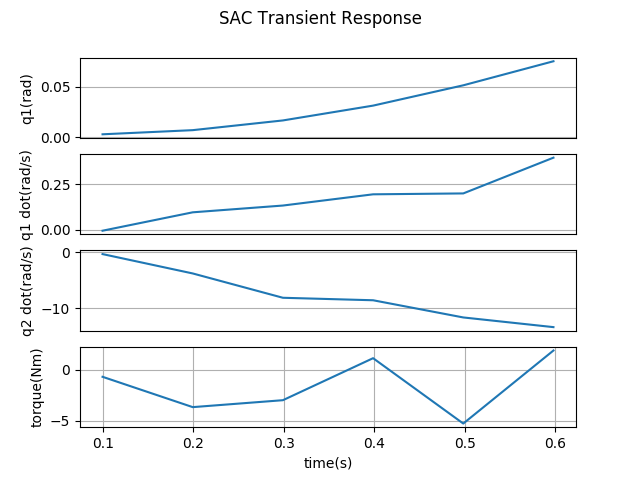 SAC Transient Response
q1(rad)
0.05
0.00
q1 dot(rad/s)
0.25
0.00
q2 dot(rad/s)
0
−10
torque(Nm)
0
−5
0.1 0.2 0.3 0.4 0.5 0.6
time(s)